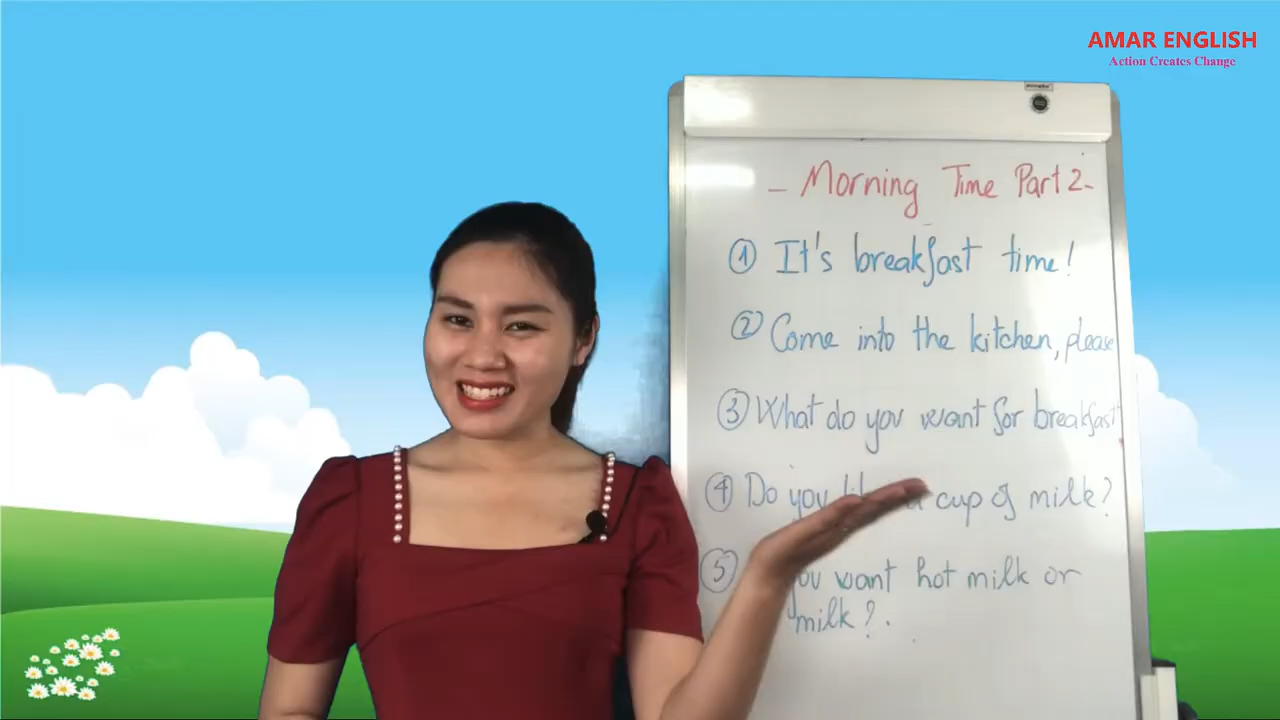 AMAR ENGLISH
Action Creates Change
- Morning Time Part 2-
① It's breakfast time!
② Come into the kitchen, please
③ What do you want for breakfast
④ Do you cup of milk?
⑤ you want hot milk or
milk?.